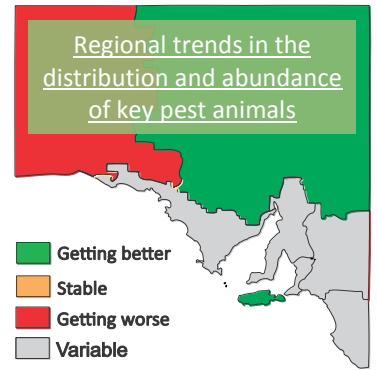 Regional trends in the
distribution and abundance
of key pest animals
Getting better
Stable
Getting worse
Variable